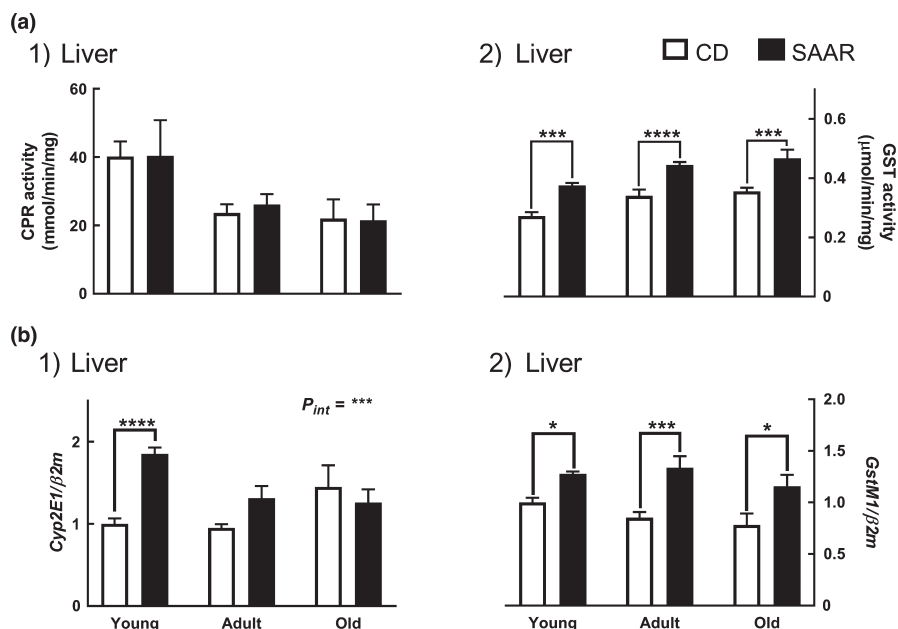 (a)
1) Liver
2) Liver
CD
SAAR
CPR activity
(mmol/min/mg)
60
40
20
0
***
****
***
0.6
0.4
0.2
0
GST activity
(μmol/min/mg)
(b)
1) Liver
2) Liver
Cyp2E1/β2m
2
1
0
****
P int = ***
Young
Adult
Old
*
***
*
2.0
1.5
1.0
0.5
0
GstM1/β2m
Young
Adult
Old